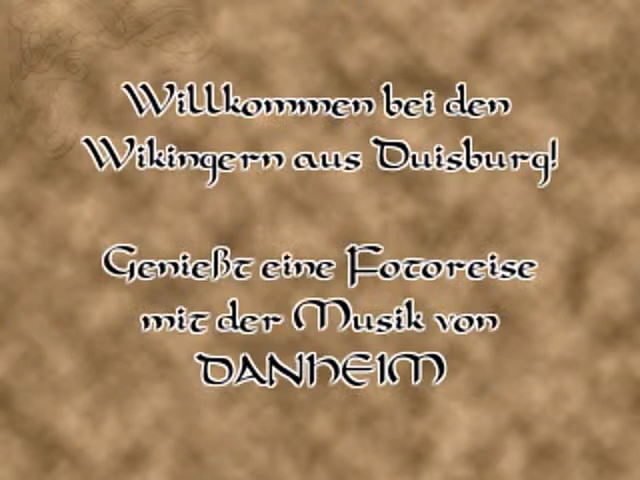 Willkommen bei den
Wikingern aus Duisburg!
Genießt eine Fotoreise
mit der Musik von
DANHEIM